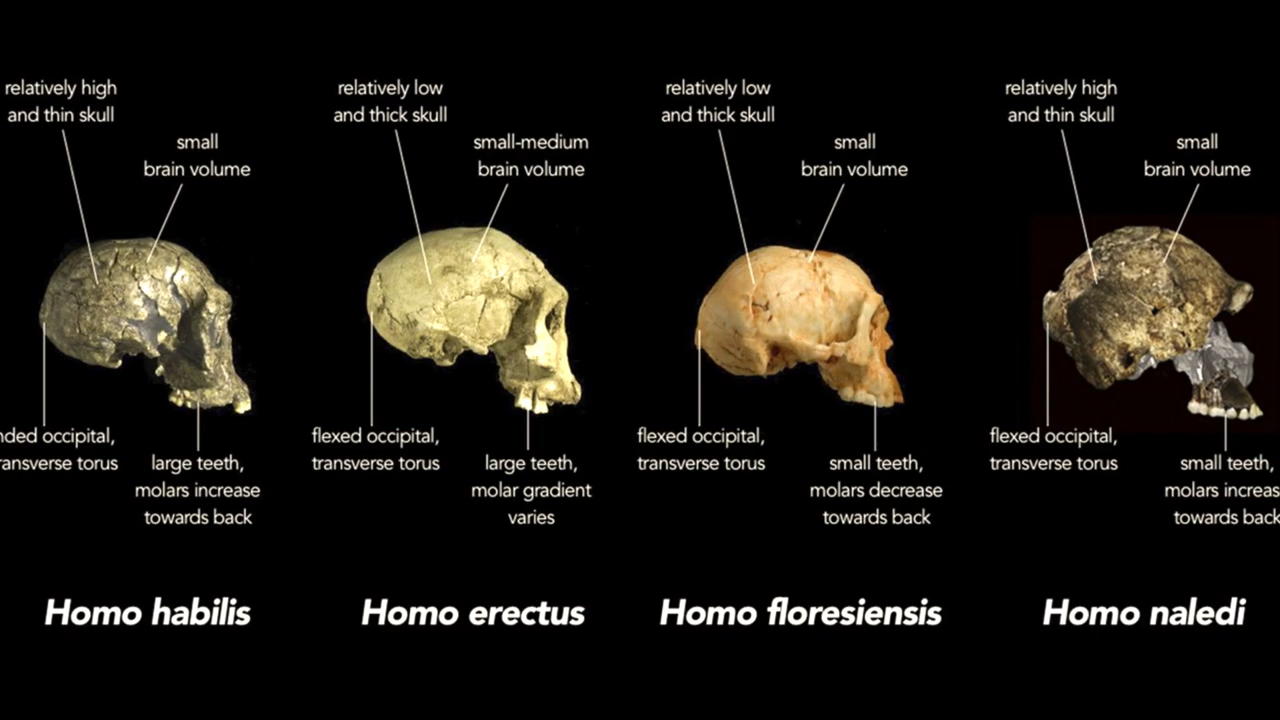 relatively high
and thin skull
small
brain volume
nded occipital,
ransverse torus
large teeth,
molars increase
towards back
Homo habilis
relatively low
and thick skull
small-medium
brain volume
flexed occipital,
transverse torus
large teeth,
molar gradient
varies
Homo erectus
relatively low
and thick skull
small
brain volume
flexed occipital,
transverse torus
small teeth,
molars decrease
towards back
Homo floresiensis
relatively high
and thin skull
small
brain volume
flexed occipital,
transverse torus
small teeth,
molars increas
towards back
Homo naledi